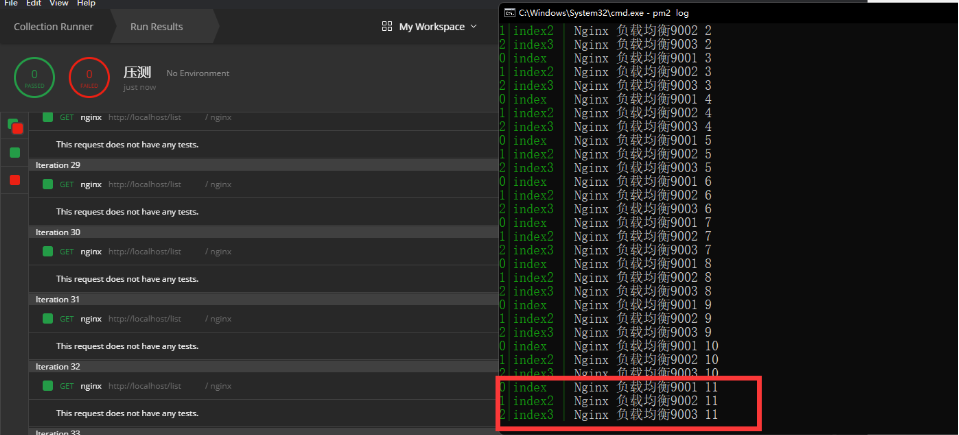 File Edit View Help
Collection Runner
Run Results
My Workspace
0
PASSED
0
FAILED
压测
No Environment
just now
GET nginx http://localhost/list / nginx
This request does not have any tests.
Iteration 29
GET nginx http://localhost/list / nginx
This request does not have any tests.
Iteration 30
GET nginx http://localhost/list / nginx
This request does not have any tests.
Iteration 31
GET nginx http://localhost/list / nginx
This request does not have any tests.
Iteration 32
GET nginx http://localhost/list / nginx
This request does not have any tests.
Iteration 33
C:\Windows\System32\cmd.exe - pm2 log
1 index2 | Nginx 负载均衡9002 2
2 index3 | Nginx 负载均衡9003 2
0 index | Nginx 负载均衡9001 3
1 index2 | Nginx 负载均衡9002 3
2 index3 | Nginx 负载均衡9003 3
0 index | Nginx 负载均衡9001 4
1 index2 | Nginx 负载均衡9002 4
2 index3 | Nginx 负载均衡9003 4
0 index | Nginx 负载均衡9001 5
1 index2 | Nginx 负载均衡9002 5
2 index3 | Nginx 负载均衡9003 5
0 index | Nginx 负载均衡9001 6
1 index2 | Nginx 负载均衡9002 6
2 index3 | Nginx 负载均衡9003 6
0 index | Nginx 负载均衡9001 7
1 index2 | Nginx 负载均衡9002 7
2 index3 | Nginx 负载均衡9003 7
0 index | Nginx 负载均衡9001 8
1 index2 | Nginx 负载均衡9002 8
2 index3 | Nginx 负载均衡9003 8
0 index | Nginx 负载均衡9001 9
1 index2 | Nginx 负载均衡9002 9
2 index3 | Nginx 负载均衡9003 9
0 index | Nginx 负载均衡9001 10
1 index2 | Nginx 负载均衡9002 10
2 index3 | Nginx 负载均衡9003 10
0 index | Nginx 负载均衡9001 11
1 index2 | Nginx 负载均衡9002 11
2 index3 | Nginx 负载均衡9003 11